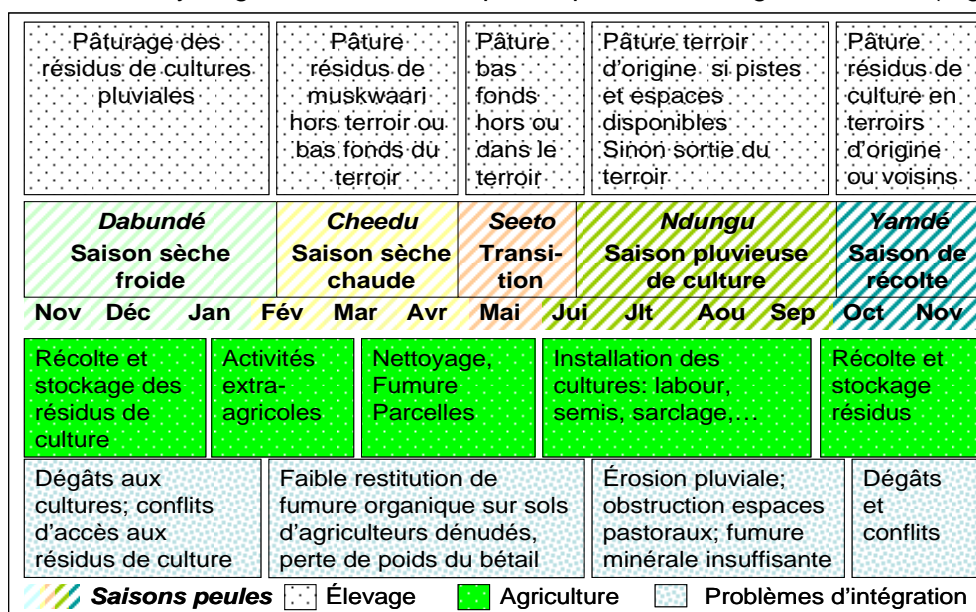 Pâturage des
résidus de cultures
pluviales
Pâture
résidus de
muskwaari
hors terroir ou
bas fonds du
terroir
Pâture
bas
fonds
hors ou
dans le
terroir
Pâture terroir
d'origine si pistes
et espaces
disponibles
Sinon sortie du
terroir
Pâture
résidus de
culture en
terroirs
d'origine
ou voisins
Dabundé
Saison sèche
froide
Cheedu
Saison sèche
chaude
Seeto
Transi-
tion
Ndungu
Saison pluvieuse
de culture
Yamdé
Saison de
récolte
Nov Déc Jan Fév Mar Avr Mai Jui Jlt Aou Sep Oct Nov
Récolte et
stockage des
résidus de
culture
Activités
extra-
agricoles
Nettoyage,
Fumure
Parcelles
Installation des
cultures: labour,
semis, sarclage,…
Récolte et
stockage
résidus
Dégâts aux
cultures; conflits
d'accès aux
résidus de culture
Faible restitution de
fumure organique sur sols
d'agriculteurs dénudés,
perte de poids du bétail
Érosion pluviale;
obstruction espaces
pastoraux; fumure
minérale insuffisante
Dégâts
et
conflits
Saisons peules Élevage Agriculture Problèmes d'intégration